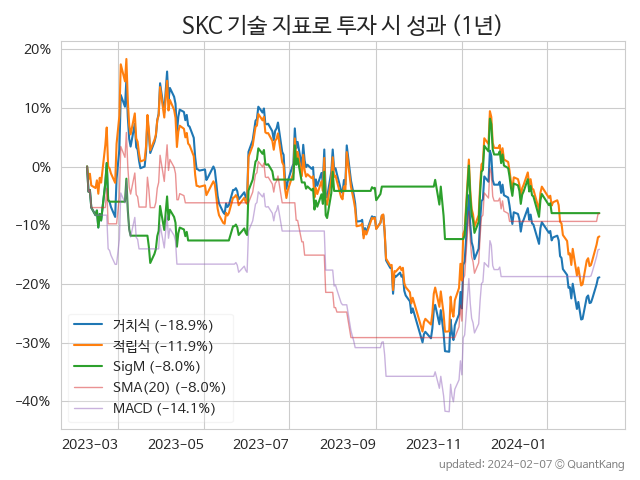 SKC 기술 지표로 투자 시 성과 (1년)
20%
10%
0%
−10%
−20%
−30%
−40%
거치식 (−18.9%)
적립식 (−11.9%)
SigM (−8.0%)
SMA(20) (−8.0%)
MACD (−14.1%)
2023−03
2023−05
2023−07
2023−09
2023−11
2024−01
updated: 2024−02−07 © QuantKang